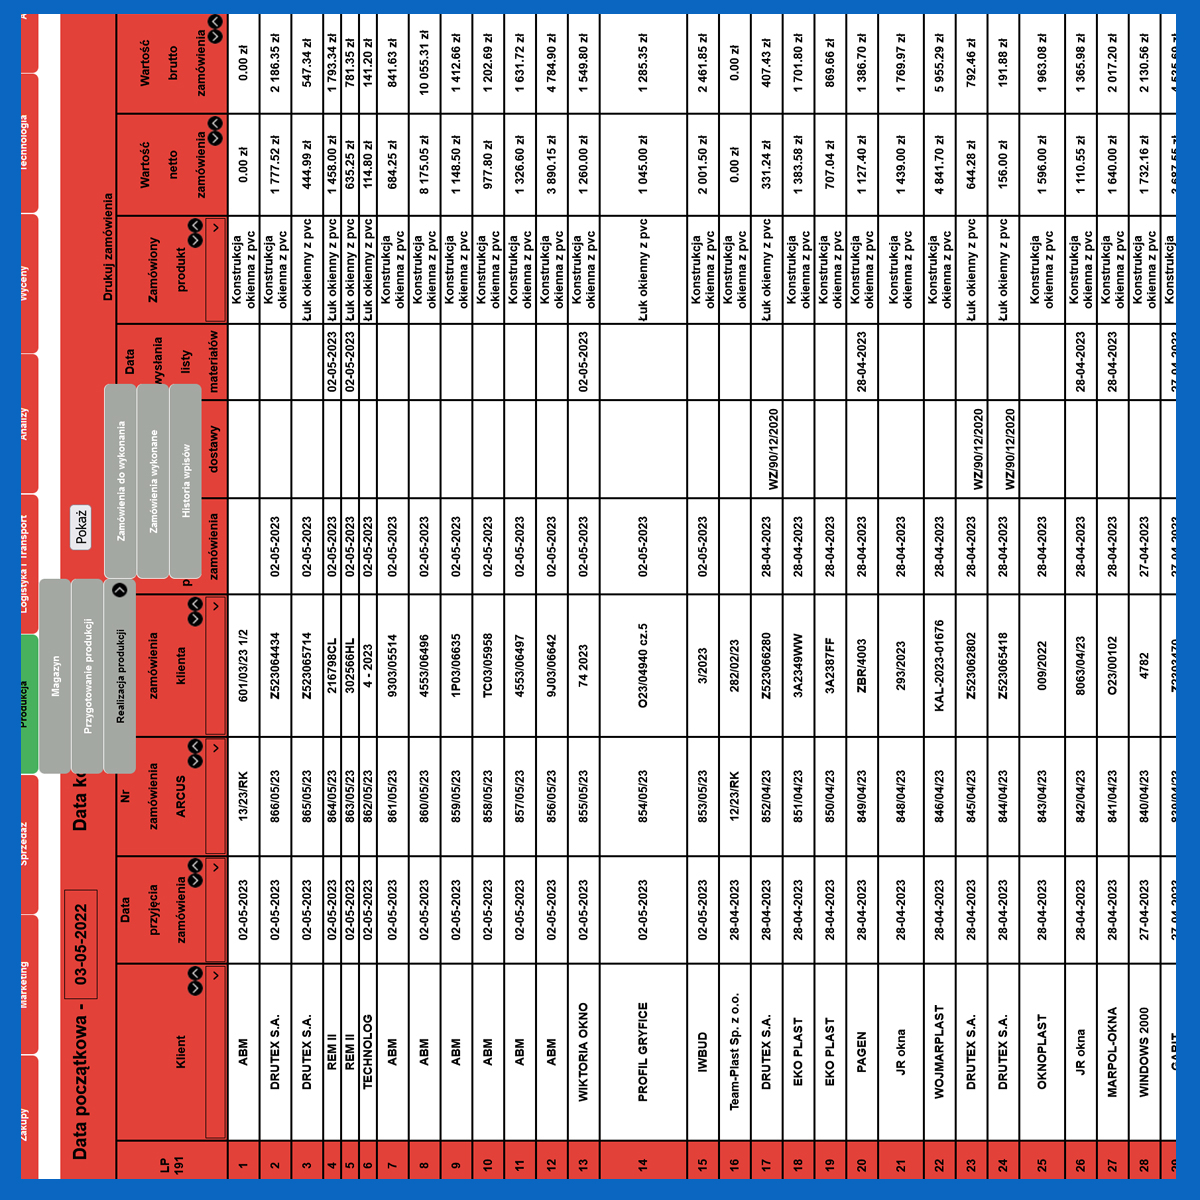 Zakupy
Marketing
Sprzedaż
Produkcja
Logistyka i Transport
Analizy
Wyceny
Technologia
Magazyn
Przygotowanie produkcji
Realizacja produkcji
Zamówienia do wykonania
Zamówienia wykonane
Historia wpisów
Data początkowa - 03-05-2022 Data
Pokaż
Drukuj zamówienia
LP
191
Klient
Data
przyjęcia
zamówienia
Nr
zamówienia
ARCUS
zamówienia
klienta
zamówienia
dostawy
Data
wysłania
listy
materiałów
Zamówiony
produkt
Wartość
netto
zamówienia
Wartość
brutto
zamówienia
1 ABM 02-05-2023 13/23/RK 601/03/23 1/2 Konstrukcja okienna z pvc 0.00 zł 0.00 zł
2 DRUTEX S.A. 02-05-2023 866/05/23 Z523064434 02-05-2023 Konstrukcja okienna z pvc 1 777.52 zł 2 186.35 zł
3 DRUTEX S.A. 02-05-2023 865/05/23 Z523065714 02-05-2023 Łuk okienny z pvc 444.99 zł 547.34 zł
4 REM II 02-05-2023 864/05/23 216798CL 02-05-2023 02-05-2023 Łuk okienny z pvc 1 458.00 zł 1 793.34 zł
5 REM II 02-05-2023 863/05/23 302566HL 02-05-2023 02-05-2023 Łuk okienny z pvc 635.25 zł 781.35 zł
6 TECHNOLOG 02-05-2023 862/05/23 4 - 2023 02-05-2023 Łuk okienny z pvc 114.80 zł 141.20 zł
7 ABM 02-05-2023 861/05/23 9303/05514 02-05-2023 Konstrukcja okienna z pvc 684.25 zł 841.63 zł
8 ABM 02-05-2023 860/05/23 4553/06496 02-05-2023 Konstrukcja okienna z pvc 8 175.05 zł 10 055.31 zł
9 ABM 02-05-2023 859/05/23 1P03/06635 02-05-2023 Konstrukcja okienna z pvc 1 148.50 zł 1 412.66 zł
10 ABM 02-05-2023 858/05/23 TC03/05958 02-05-2023 Konstrukcja okienna z pvc 977.80 zł 1 202.69 zł
11 ABM 02-05-2023 857/05/23 4553/06497 02-05-2023 Konstrukcja okienna z pvc 1 326.60 zł 1 631.72 zł
12 ABM 02-05-2023 856/05/23 9J03/06642 02-05-2023 Konstrukcja okienna z pvc 3 890.15 zł 4 784.90 zł
13 WIKTORIA OKNO 02-05-2023 855/05/23 74 2023 02-05-2023 02-05-2023 Konstrukcja okienna z pvc 1 260.00 zł 1 549.80 zł
14 PROFIL GRYFICE 02-05-2023 854/05/23 O23/04940 cz.5 02-05-2023 Łuk okienny z pvc 1 045.00 zł 1 285.35 zł
15 IWBUD 02-05-2023 853/05/23 3/2023 02-05-2023 Konstrukcja okienna z pvc 2 001.50 zł 2 461.85 zł
16 Team-Plast Sp. z o.o. 28-04-2023 12/23/RK 282/02/23 Konstrukcja okienna z pvc 0.00 zł 0.00 zł
17 DRUTEX S.A. 28-04-2023 852/04/23 Z523066280 28-04-2023 WZ/90/12/2020 Łuk okienny z pvc 331.24 zł 407.43 zł
18 EKO PLAST 28-04-2023 851/04/23 3A2349WW 28-04-2023 Konstrukcja okienna z pvc 1 383.58 zł 1 701.80 zł
19 EKO PLAST 28-04-2023 850/04/23 3A2387FF 28-04-2023 Konstrukcja okienna z pvc 707.04 zł 869.66 zł
20 PAGEN 28-04-2023 849/04/23 ZBR/4003 28-04-2023 28-04-2023 Konstrukcja okienna z pvc 1 127.40 zł 1 386.70 zł
21 JR okna 28-04-2023 848/04/23 293/2023 28-04-2023 Konstrukcja okienna z pvc 1 439.00 zł 1 769.97 zł
22 WOJMARPLAST 28-04-2023 846/04/23 KAL-2023-01676 28-04-2023 Konstrukcja okienna z pvc 4 841.70 zł 5 955.29 zł
23 DRUTEX S.A. 28-04-2023 845/04/23 Z523062802 28-04-2023 WZ/90/12/2020 Łuk okienny z pvc 644.28 zł 792.46 zł
24 DRUTEX S.A. 28-04-2023 844/04/23 Z523065418 28-04-2023 WZ/90/12/2020 Łuk okienny z pvc 156.00 zł 191.88 zł
25 OKNOPLAST 28-04-2023 843/04/23 009/2022 28-04-2023 Konstrukcja okienna z pvc 1 596.00 zł 1 963.08 zł
26 JR okna 28-04-2023 842/04/23 8063/04/23 28-04-2023 28-04-2023 Konstrukcja okienna z pvc 1 110.55 zł 1 365.98 zł
27 MARPOL-OKNA 28-04-2023 841/04/23 O23/00102 28-04-2023 28-04-2023 Konstrukcja okienna z pvc 1 640.00 zł 2 017.20 zł
28 WINDOWS 2000 27-04-2023 840/04/23 4782 27-04-2023 Konstrukcja okienna z pvc 1 732.16 zł 2 130.56 zł
27-04-2023 27-04-2023 27-04-2023 Konstrukcja